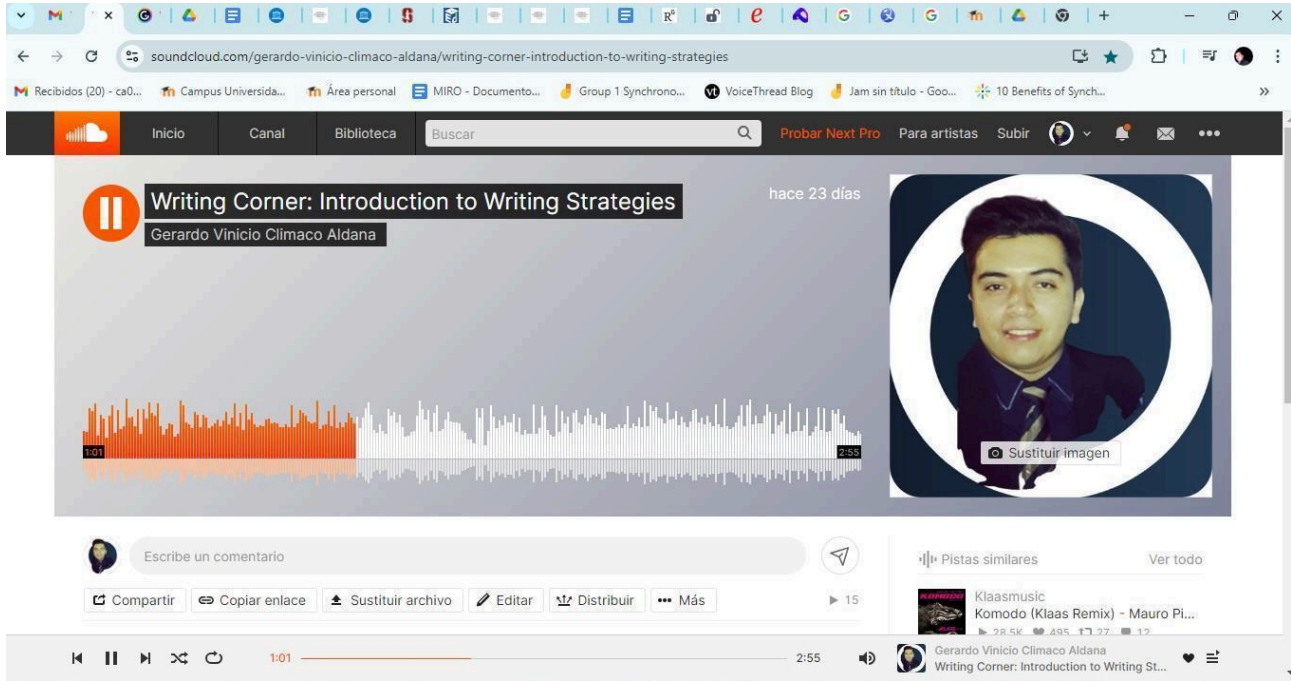 soundcloud.com/gerardo-vinicio-climaco-aldana/writing-corner-introduction-to-writing-strategies
Recibidos (20) - ca0... Campus Universida... Área personal MIRO - Documento... Group 1 Synchrono... VoiceThread Blog Jam sin título - Goo... 10 Benefits of Synch...
Inicio Canal Biblioteca Buscar Probar Next Pro Para artistas Subir
Writing Corner: Introduction to Writing Strategies
hace 23 días
Gerardo Vinicio Climaco Aldana
1:01
2:55
Sustituir imagen
Escribe un comentario
Pistas similares Ver todo
Compartir Copiar enlace Sustituir archivo Editar Distribuir Más 15
Klaasmusic
Komodo (Klaas Remix) - Mauro Pi...
28.5K 495 27 12
1:01 2:55
Gerardo Vinicio Climaco Aldana
Writing Corner: Introduction to Writing St...